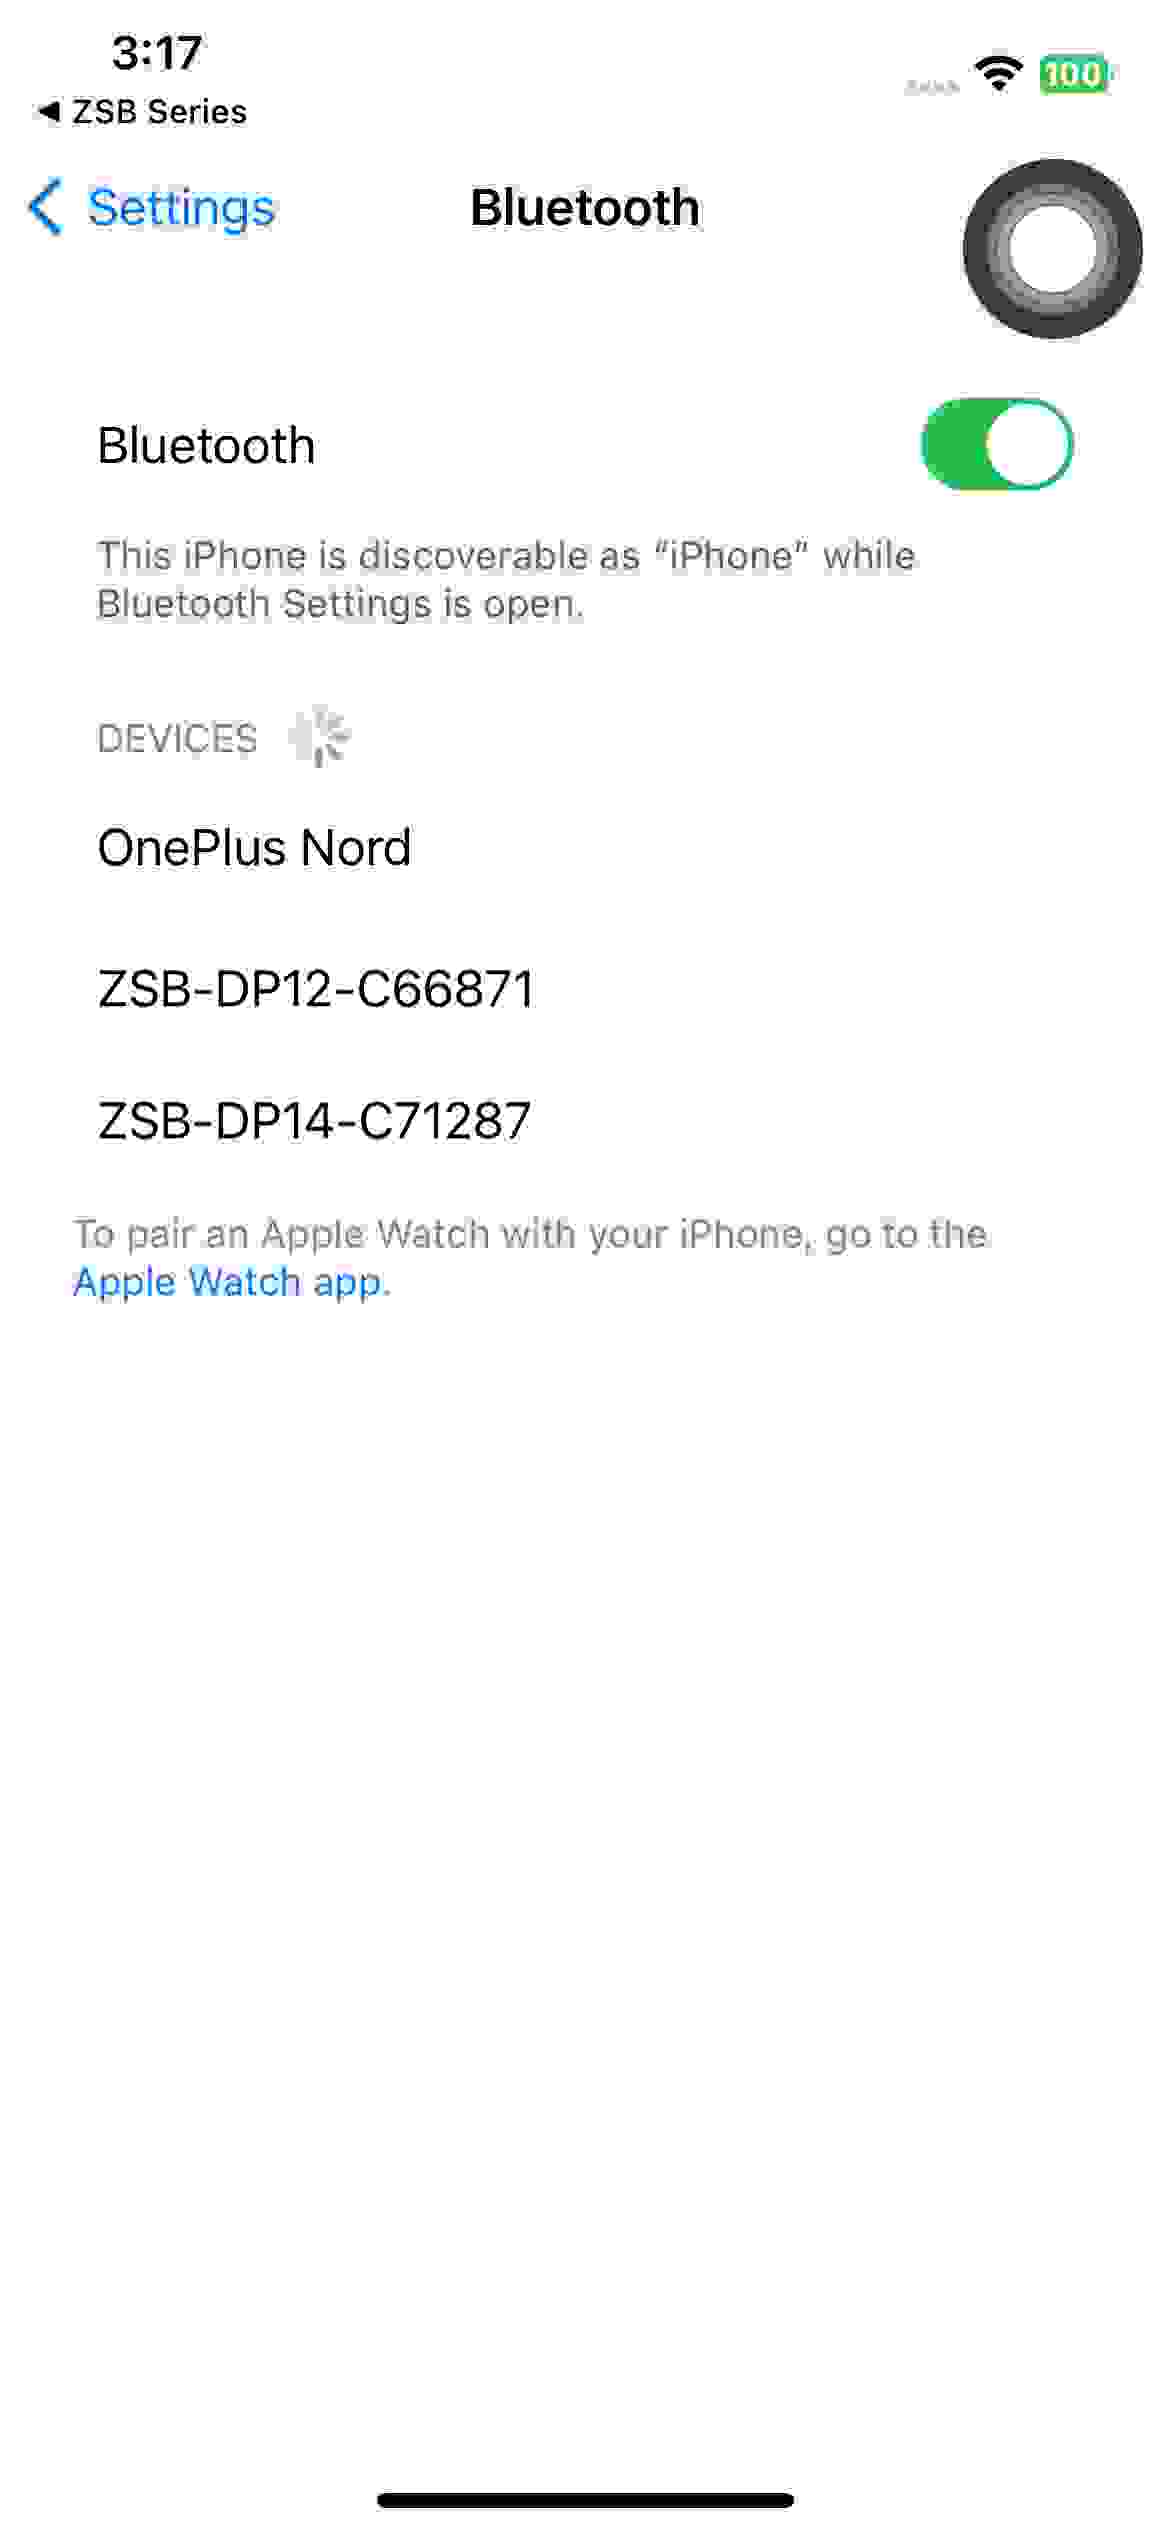 3:17
100
◀ ZSB Series
Settings
Bluetooth
Bluetooth
This iPhone is discoverable as “iPhone” while
Bluetooth Settings is open.
DEVICES
OnePlus Nord
ZSB-DP12-C66871
ZSB-DP14-C71287
To pair an Apple Watch with your iPhone, go to the
Apple Watch app.